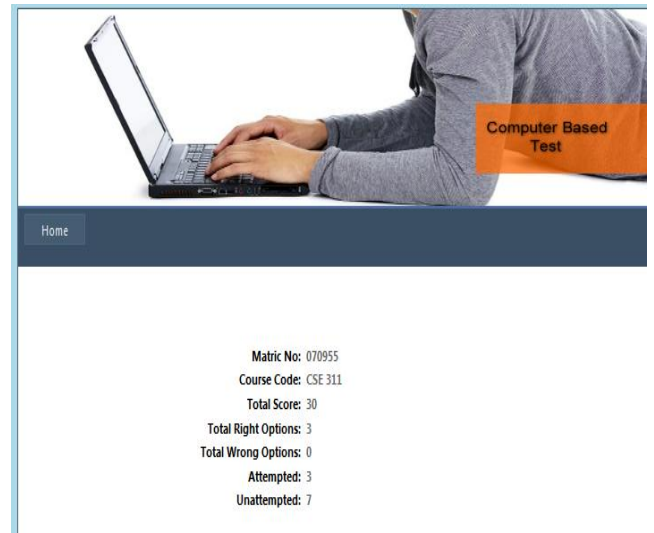 Computer Based
Test
Home
Matric No: 070955
Course Code: CSE 311
Total Score: 30
Total Right Options: 3
Total Wrong Options: 0
Attempted: 3
Unattempted: 7